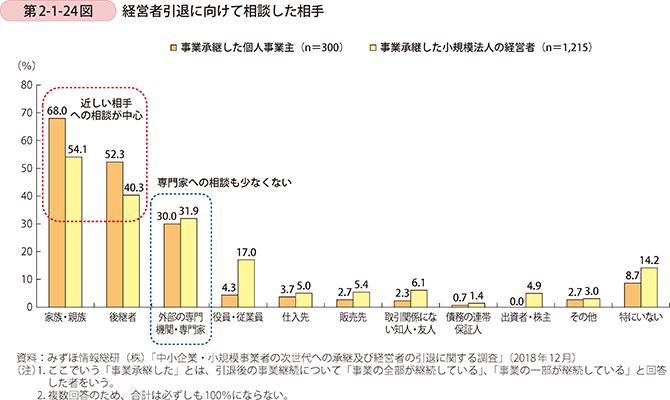 第2-1-24図 経営者引退に向けて相談した相手
事業承継した個人事業主（n＝300） 事業承継した小規模法人の経営者（n＝1,215）
（%）
80
70
60
50
40
30
20
10
0
近しい相手
への相談が中心
専門家への相談も少なくない
68.0 54.1
52.3 40.3
30.0 31.9
4.3 17.0
3.7 5.0
2.7 5.4
2.3 6.1
0.7 1.4
0.0 4.9
2.7 3.0
8.7 14.2
家族・親族
後継者
外部の専門
機関・専門家
役員・従業員
仕入先
販売先
取引関係にな
い知人・友人
債務の連帯
保証人
出資者・株主
その他
特にいない
資料：みずほ情報総研（株）「中小企業・小規模事業者の次世代への承継及び経営者の引退に関する調査」（2018年12月）
（注）1. ここでいう「事業承継した」とは、引退後の事業継続について「事業の全部が継続している」、「事業の一部が継続している」と回答
した者をいう。
2. 複数回答のため、合計は必ずしも100％にならない。